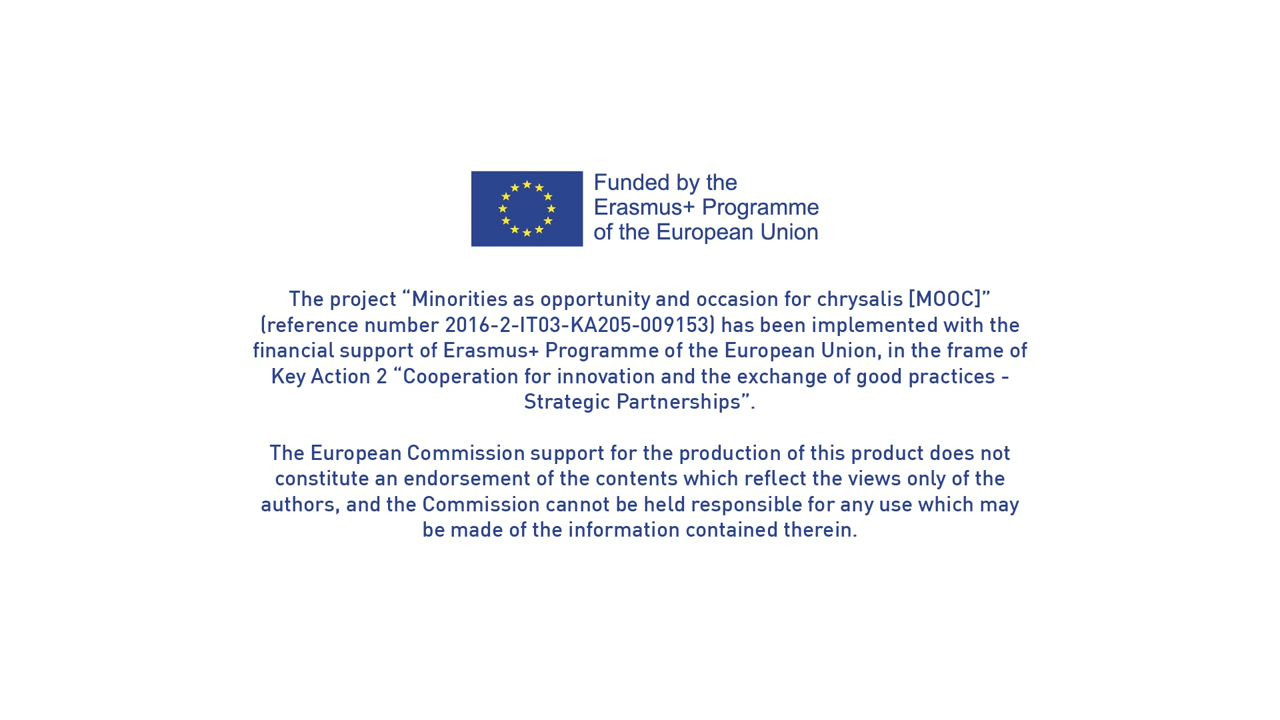 Funded by the
Erasmus+ Programme
of the European Union
The project “Minorities as opportunity and occasion for chrysalis [MOOC]”
(reference number 2016-2-IT03-KA205-009153) has been implemented with the
financial support of Erasmus+ Programme of the European Union, in the frame of
Key Action 2 “Cooperation for innovation and the exchange of good practices -
Strategic Partnerships”.
The European Commission support for the production of this product does not
constitute an endorsement of the contents which reflect the views only of the
authors, and the Commission cannot be held responsible for any use which may
be made of the information contained therein.